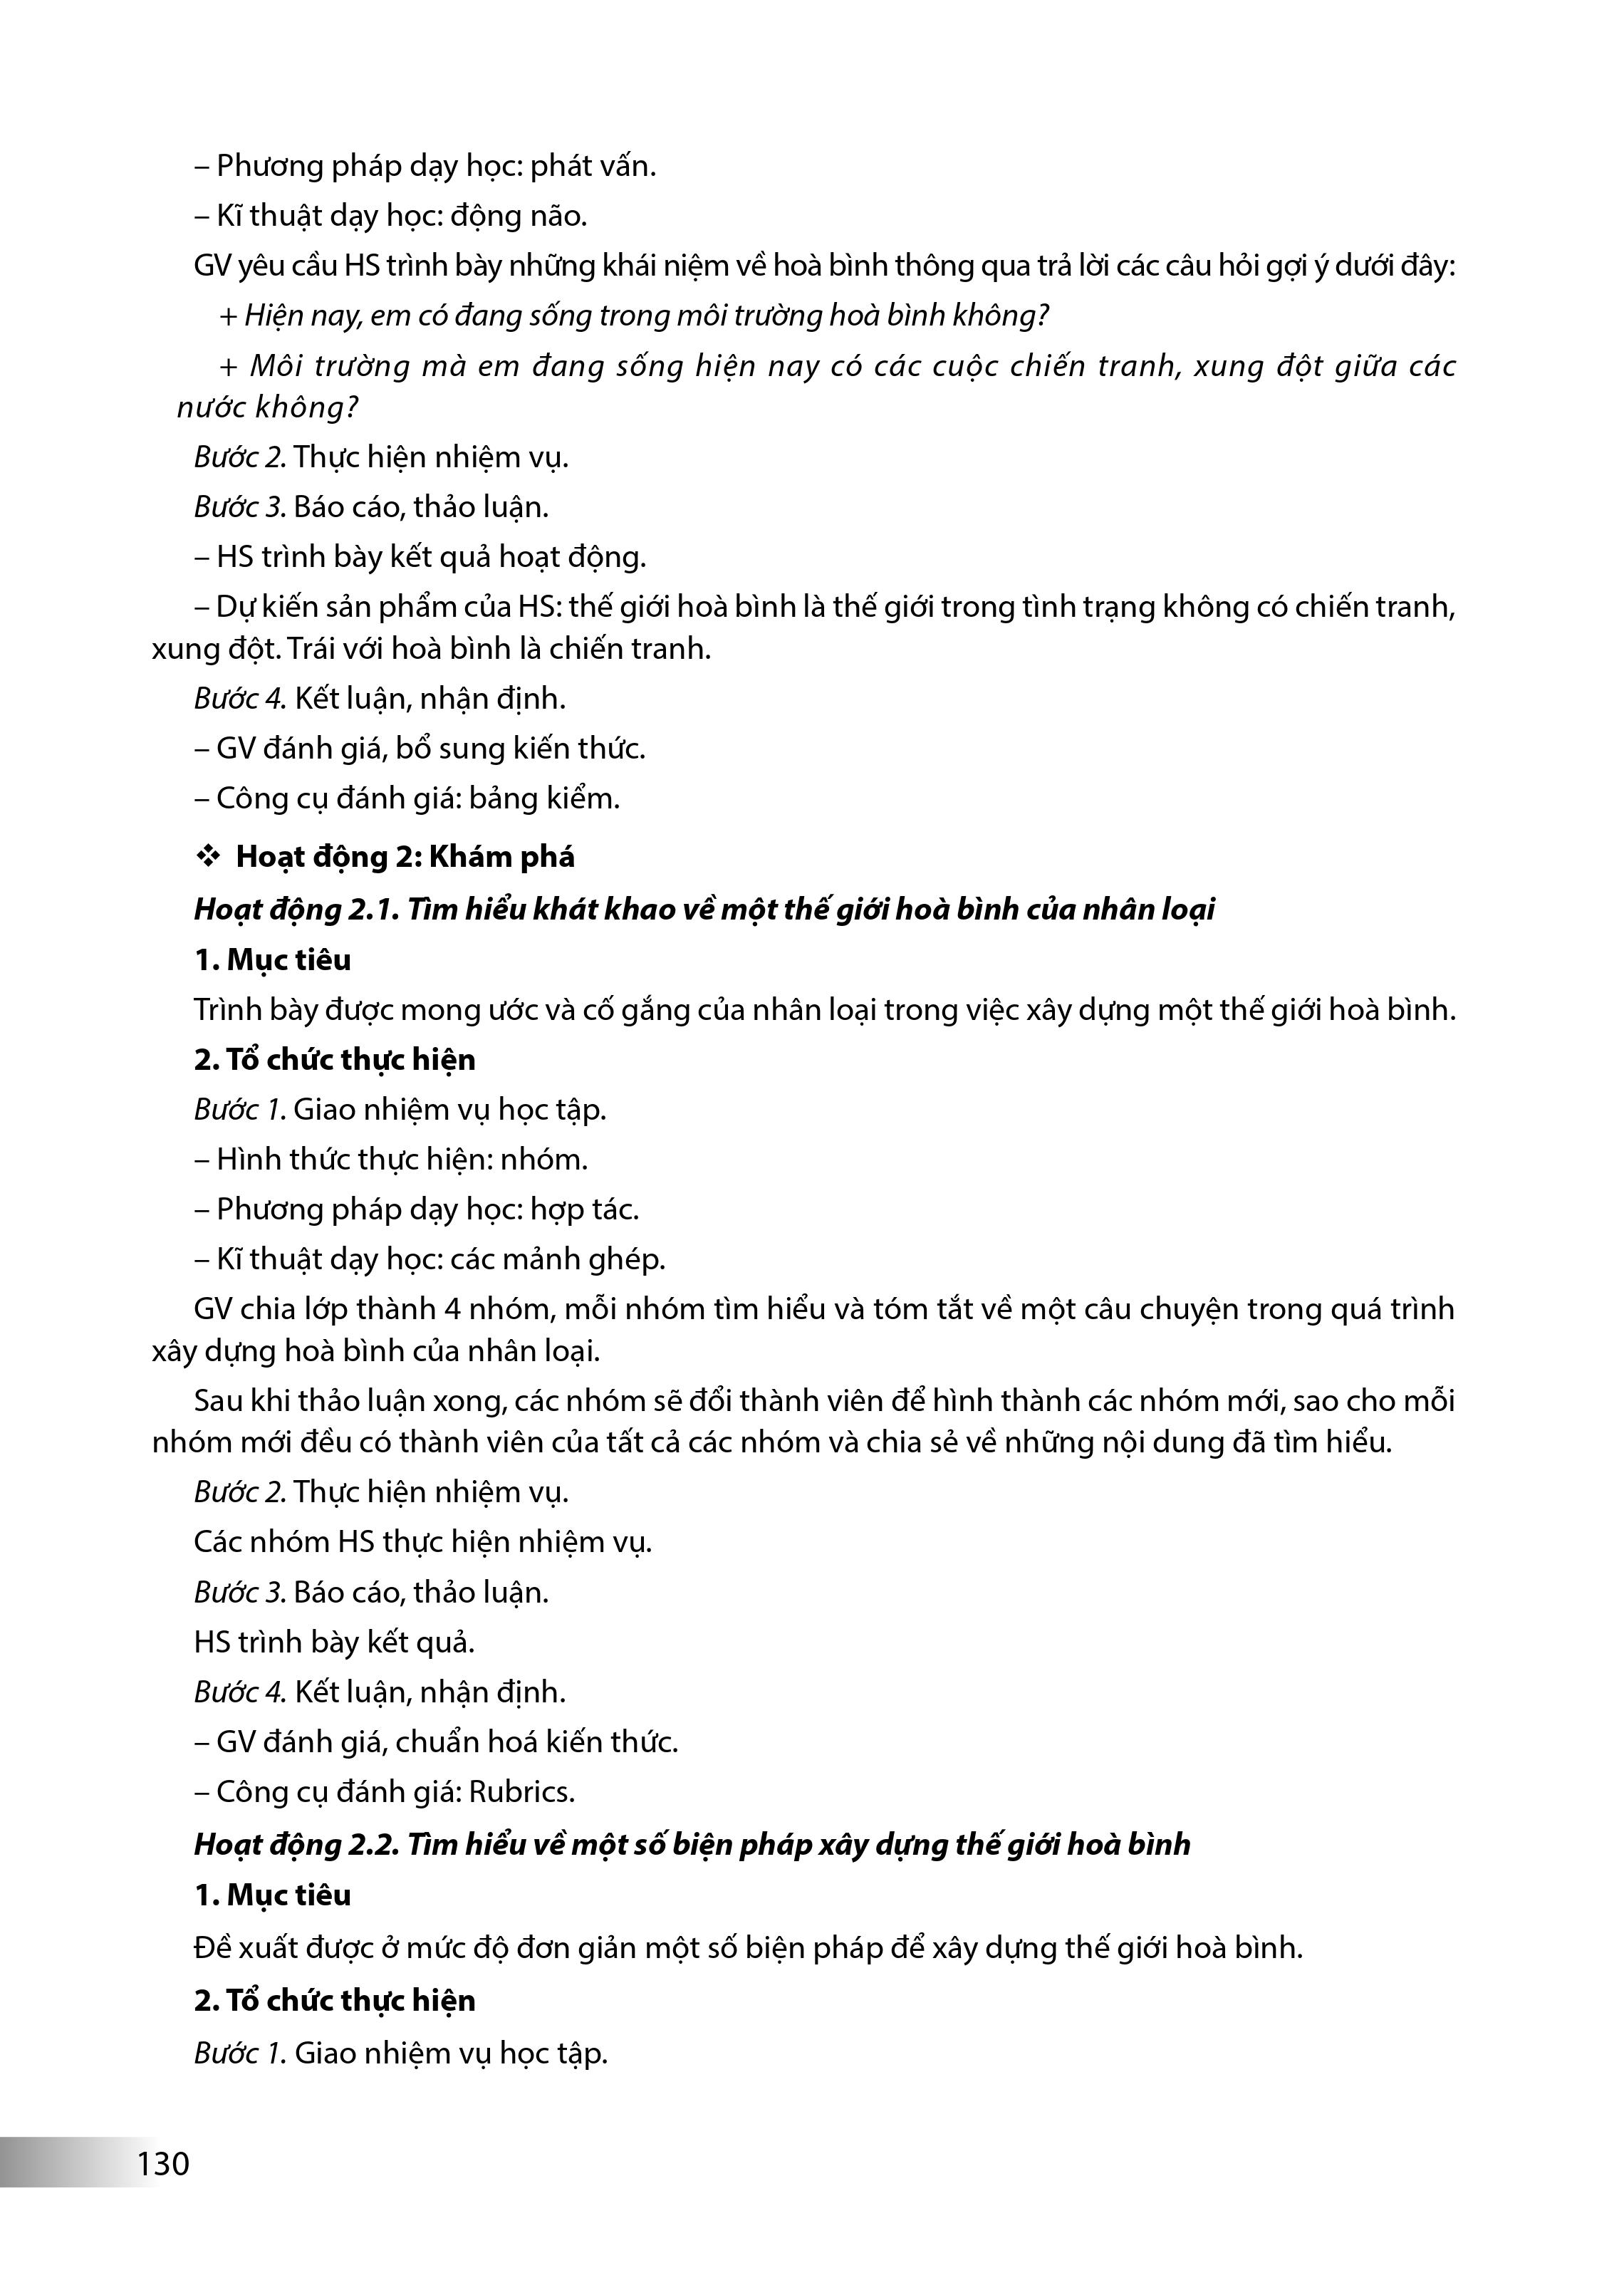 – Phương pháp dạy học: phát vấn.
– Kĩ thuật dạy học: động não.
GV yêu cầu HS trình bày những khái niệm về hoà bình thông qua trả lời các câu hỏi gợi ý dưới đây:
+ Hiện nay, em có đang sống trong môi trường hoà bình không?
+ Môi trường mà em đang sống hiện nay có các cuộc chiến tranh, xung đột giữa các
nước không?
Bước 2. Thực hiện nhiệm vụ.
Bước 3. Báo cáo, thảo luận.
– HS trình bày kết quả hoạt động.
– Dự kiến sản phẩm của HS: thế giới hoà bình là thế giới trong tình trạng không có chiến tranh,
xung đột. Trái với hoà bình là chiến tranh.
Bước 4. Kết luận, nhận định.
– GV đánh giá, bổ sung kiến thức.
– Công cụ đánh giá: bảng kiểm.
❖ Hoạt động 2: Khám phá
Hoạt động 2.1. Tìm hiểu khát khao về một thế giới hoà bình của nhân loại
1. Mục tiêu
Trình bày được mong ước và cố gắng của nhân loại trong việc xây dựng một thế giới hoà bình.
2. Tổ chức thực hiện
Bước 1. Giao nhiệm vụ học tập.
– Hình thức thực hiện: nhóm.
– Phương pháp dạy học: hợp tác.
– Kĩ thuật dạy học: các mảnh ghép.
GV chia lớp thành 4 nhóm, mỗi nhóm tìm hiểu và tóm tắt về một câu chuyện trong quá trình
xây dựng hoà bình của nhân loại.
Sau khi thảo luận xong, các nhóm sẽ đổi thành viên để hình thành các nhóm mới, sao cho mỗi
nhóm mới đều có thành viên của tất cả các nhóm và chia sẻ về những nội dung đã tìm hiểu.
Bước 2. Thực hiện nhiệm vụ.
Các nhóm HS thực hiện nhiệm vụ.
Bước 3. Báo cáo, thảo luận.
HS trình bày kết quả.
Bước 4. Kết luận, nhận định.
– GV đánh giá, chuẩn hoá kiến thức.
– Công cụ đánh giá: Rubrics.
Hoạt động 2.2. Tìm hiểu về một số biện pháp xây dựng thế giới hoà bình
1. Mục tiêu
Đề xuất được ở mức độ đơn giản một số biện pháp để xây dựng thế giới hoà bình.
2. Tổ chức thực hiện
Bước 1. Giao nhiệm vụ học tập.
130